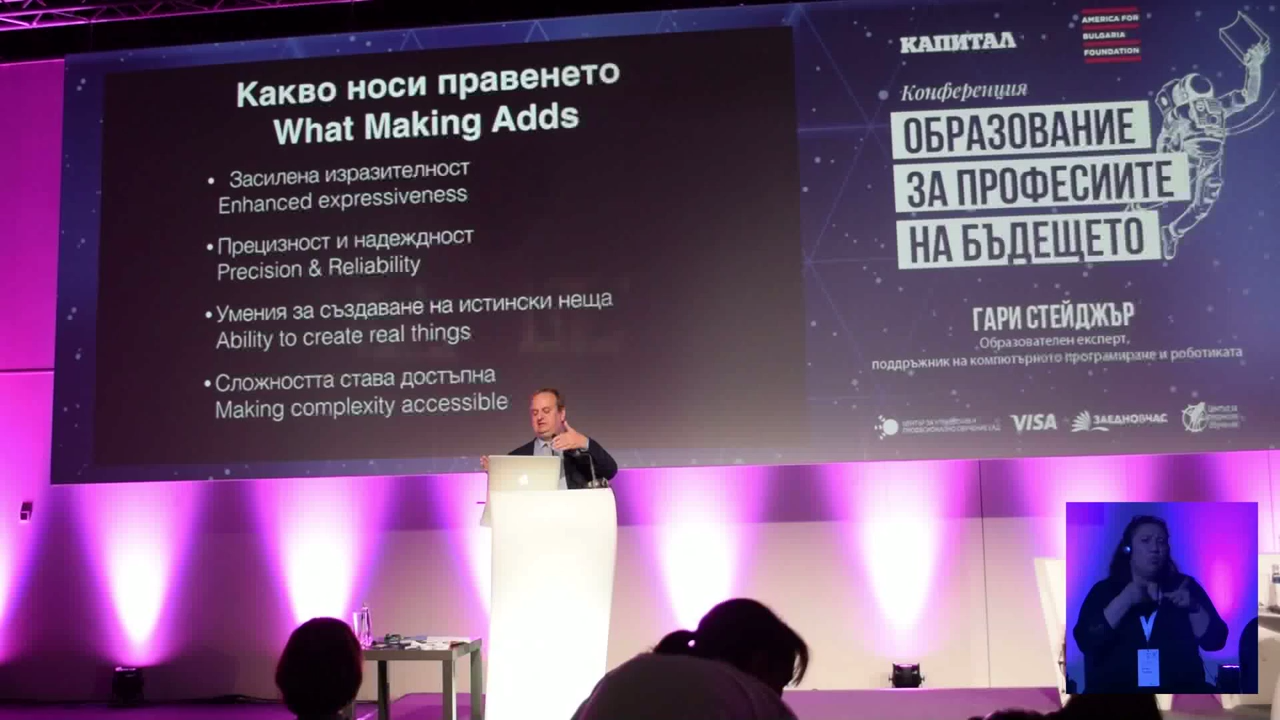 Какво носи правенето
What Making Adds
• Засилена изразителност
Enhanced expressiveness
• Прецизност и надеждност
Precision & Reliability
• Умения за създаване на истински неща
Ability to create real things
• Сложността става достъпна
Making complexity accessible
КАПИТАЛ
AMERICA FOR
BULGARIA
FOUNDATION
Конференция
ОБРАЗОВАНИЕ
ЗА ПРОФЕСИИТЕ
НА БЪДЕЩЕТО
ГАРИ СТЕЙДЖЪР
Образователен експерт,
поддръжник на компютърното програмиране и роботиката
VISA
ЗАЕДНОВЧАС